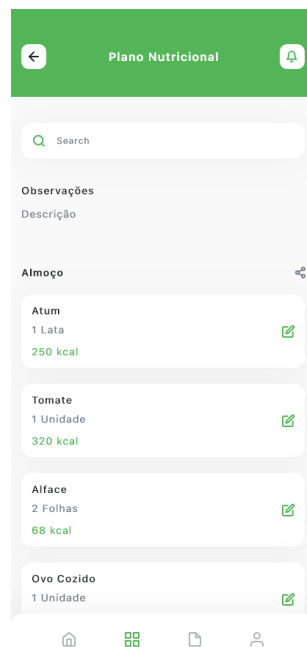 Plano Nutricional
Search
Observações
Descrição
Almoço
Atum
1 Lata
250 kcal
Tomate
1 Unidade
320 kcal
Alface
2 Folhas
68 kcal
Ovo Cozido
1 Unidade